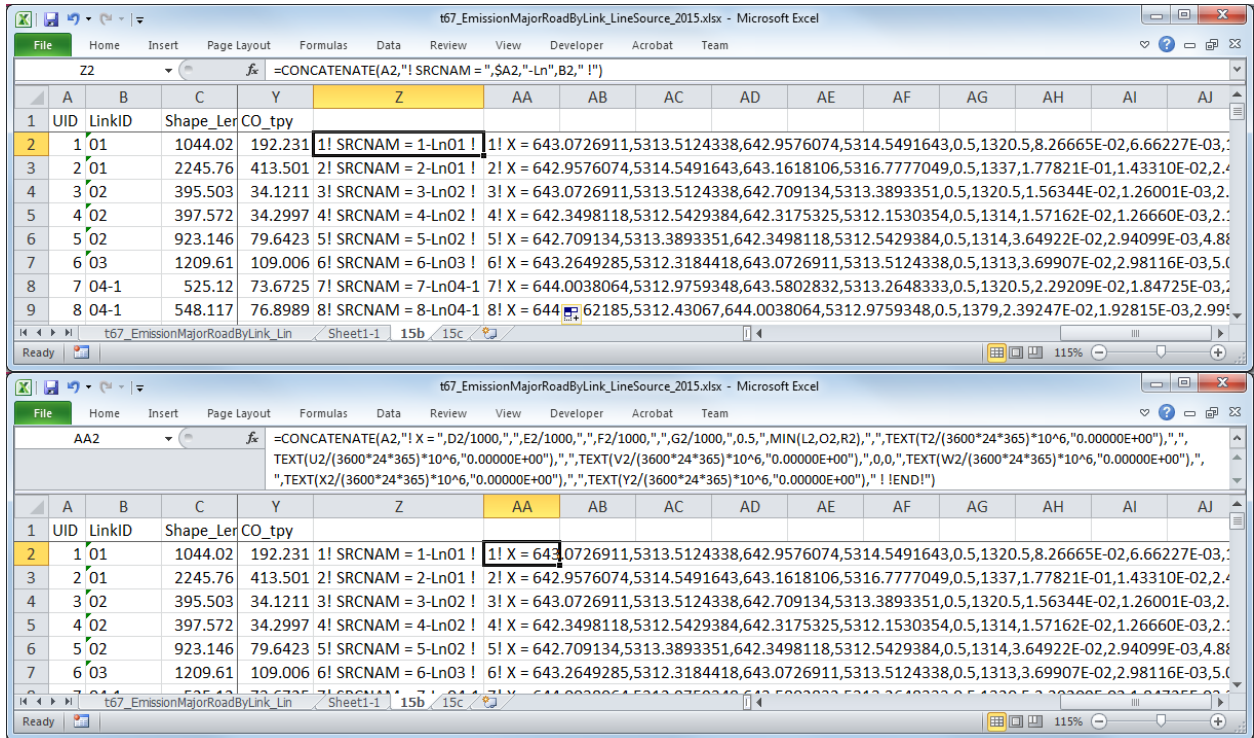 t67_EmissionMajorRoadByLink_LineSource_2015.xlsx - Microsoft Excel
File Home Insert Page Layout Formulas Data Review View Developer Acrobat Team
Z2 fx =CONCATENATE(A2,"! SRCNAM = ",$A2,"-Ln",B2," !")
A B C Y Z AA AB AC AD AE AF AG AH AI AJ
1 UID LinkID Shape_Ler CO_tpy
2 1 01 1044.02 192.231 1! SRCNAM = 1-Ln01 ! 1! X = 643.0726911,5313.5124338,642.9576074,5314.5491643,0.5,1320.5,8.26665E-02,6.66227E-03,1
3 2 01 2245.76 413.501 2! SRCNAM = 2-Ln01 ! 2! X = 642.9576074,5314.5491643,643.1618106,5316.7777049,0.5,1337,1.77821E-01,1.43310E-02,2.4
4 3 02 395.503 34.1211 3! SRCNAM = 3-Ln02 ! 3! X = 643.0726911,5313.5124338,642.709134,5313.3893351,0.5,1320.5,1.56344E-02,1.26001E-03,2.
5 4 02 397.572 34.2997 4! SRCNAM = 4-Ln02 ! 4! X = 642.3498118,5312.5429384,642.3175325,5312.1530354,0.5,1314,1.57162E-02,1.26660E-03,2.1
6 5 02 923.146 79.6423 5! SRCNAM = 5-Ln02 ! 5! X = 642.709134,5313.3893351,642.3498118,5312.5429384,0.5,1314,3.64922E-02,2.94099E-03,4.88
7 6 03 1209.61 109.006 6! SRCNAM = 6-Ln03 ! 6! X = 643.2649285,5312.3184418,643.0726911,5313.5124338,0.5,1313,3.69907E-02,2.98116E-03,5.0
8 7 04-1 525.12 73.6725 7! SRCNAM = 7-Ln04-1 7! X = 644.0038064,5312.9759348,643.5802832,5313.2648333,0.5,1320.5,2.29209E-02,1.84725E-03,2
9 8 04-1 548.117 76.8989 8! SRCNAM = 8-Ln04-1 8! X = 644 62185,5312.43067,644.0038064,5312.9759348,0.5,1379,2.39247E-02,1.92815E-03,2.995
t67_EmissionMajorRoadByLink_Lin Sheet1-1 15b 15c
Ready 115%
t67_EmissionMajorRoadByLink_LineSource_2015.xlsx - Microsoft Excel
File Home Insert Page Layout Formulas Data Review View Developer Acrobat Team
AA2 fx =CONCATENATE(A2,"! X = ",D2/1000,",",E2/1000,",",F2/1000,",",G2/1000,",0.5,",MIN(L2,O2,R2),",",TEXT(T2/(3600*24*365)*10^6,"0.00000E+00"),",",
TEXT(U2/(3600*24*365)*10^6,"0.00000E+00"),",",TEXT(V2/(3600*24*365)*10^6,"0.00000E+00"),",0,0,",TEXT(W2/(3600*24*365)*10^6,"0.00000E+00"),",
",TEXT(X2/(3600*24*365)*10^6,"0.00000E+00"),",",TEXT(Y2/(3600*24*365)*10^6,"0.00000E+00")," ! !END!")
A B C Y Z AA AB AC AD AE AF AG AH AI AJ
1 UID LinkID Shape_Ler CO_tpy
2 1 01 1044.02 192.231 1! SRCNAM = 1-Ln01 ! 1! X = 643.0726911,5313.5124338,642.9576074,5314.5491643,0.5,1320.5,8.26665E-02,6.66227E-03,1
3 2 01 2245.76 413.501 2! SRCNAM = 2-Ln01 ! 2! X = 642.9576074,5314.5491643,643.1618106,5316.7777049,0.5,1337,1.77821E-01,1.43310E-02,2.4
4 3 02 395.503 34.1211 3! SRCNAM = 3-Ln02 ! 3! X = 643.0726911,5313.5124338,642.709134,5313.3893351,0.5,1320.5,1.56344E-02,1.26001E-03,2.
5 4 02 397.572 34.2997 4! SRCNAM = 4-Ln02 ! 4! X = 642.3498118,5312.5429384,642.3175325,5312.1530354,0.5,1314,1.57162E-02,1.26660E-03,2.1
6 5 02 923.146 79.6423 5! SRCNAM = 5-Ln02 ! 5! X = 642.709134,5313.3893351,642.3498118,5312.5429384,0.5,1314,3.64922E-02,2.94099E-03,4.88
7 6 03 1209.61 109.006 6! SRCNAM = 6-Ln03 ! 6! X = 643.2649285,5312.3184418,643.0726911,5313.5124338,0.5,1313,3.69907E-02,2.98116E-03,5.0
t67_EmissionMajorRoadByLink_Lin Sheet1-1 15b 15c
Ready 115%